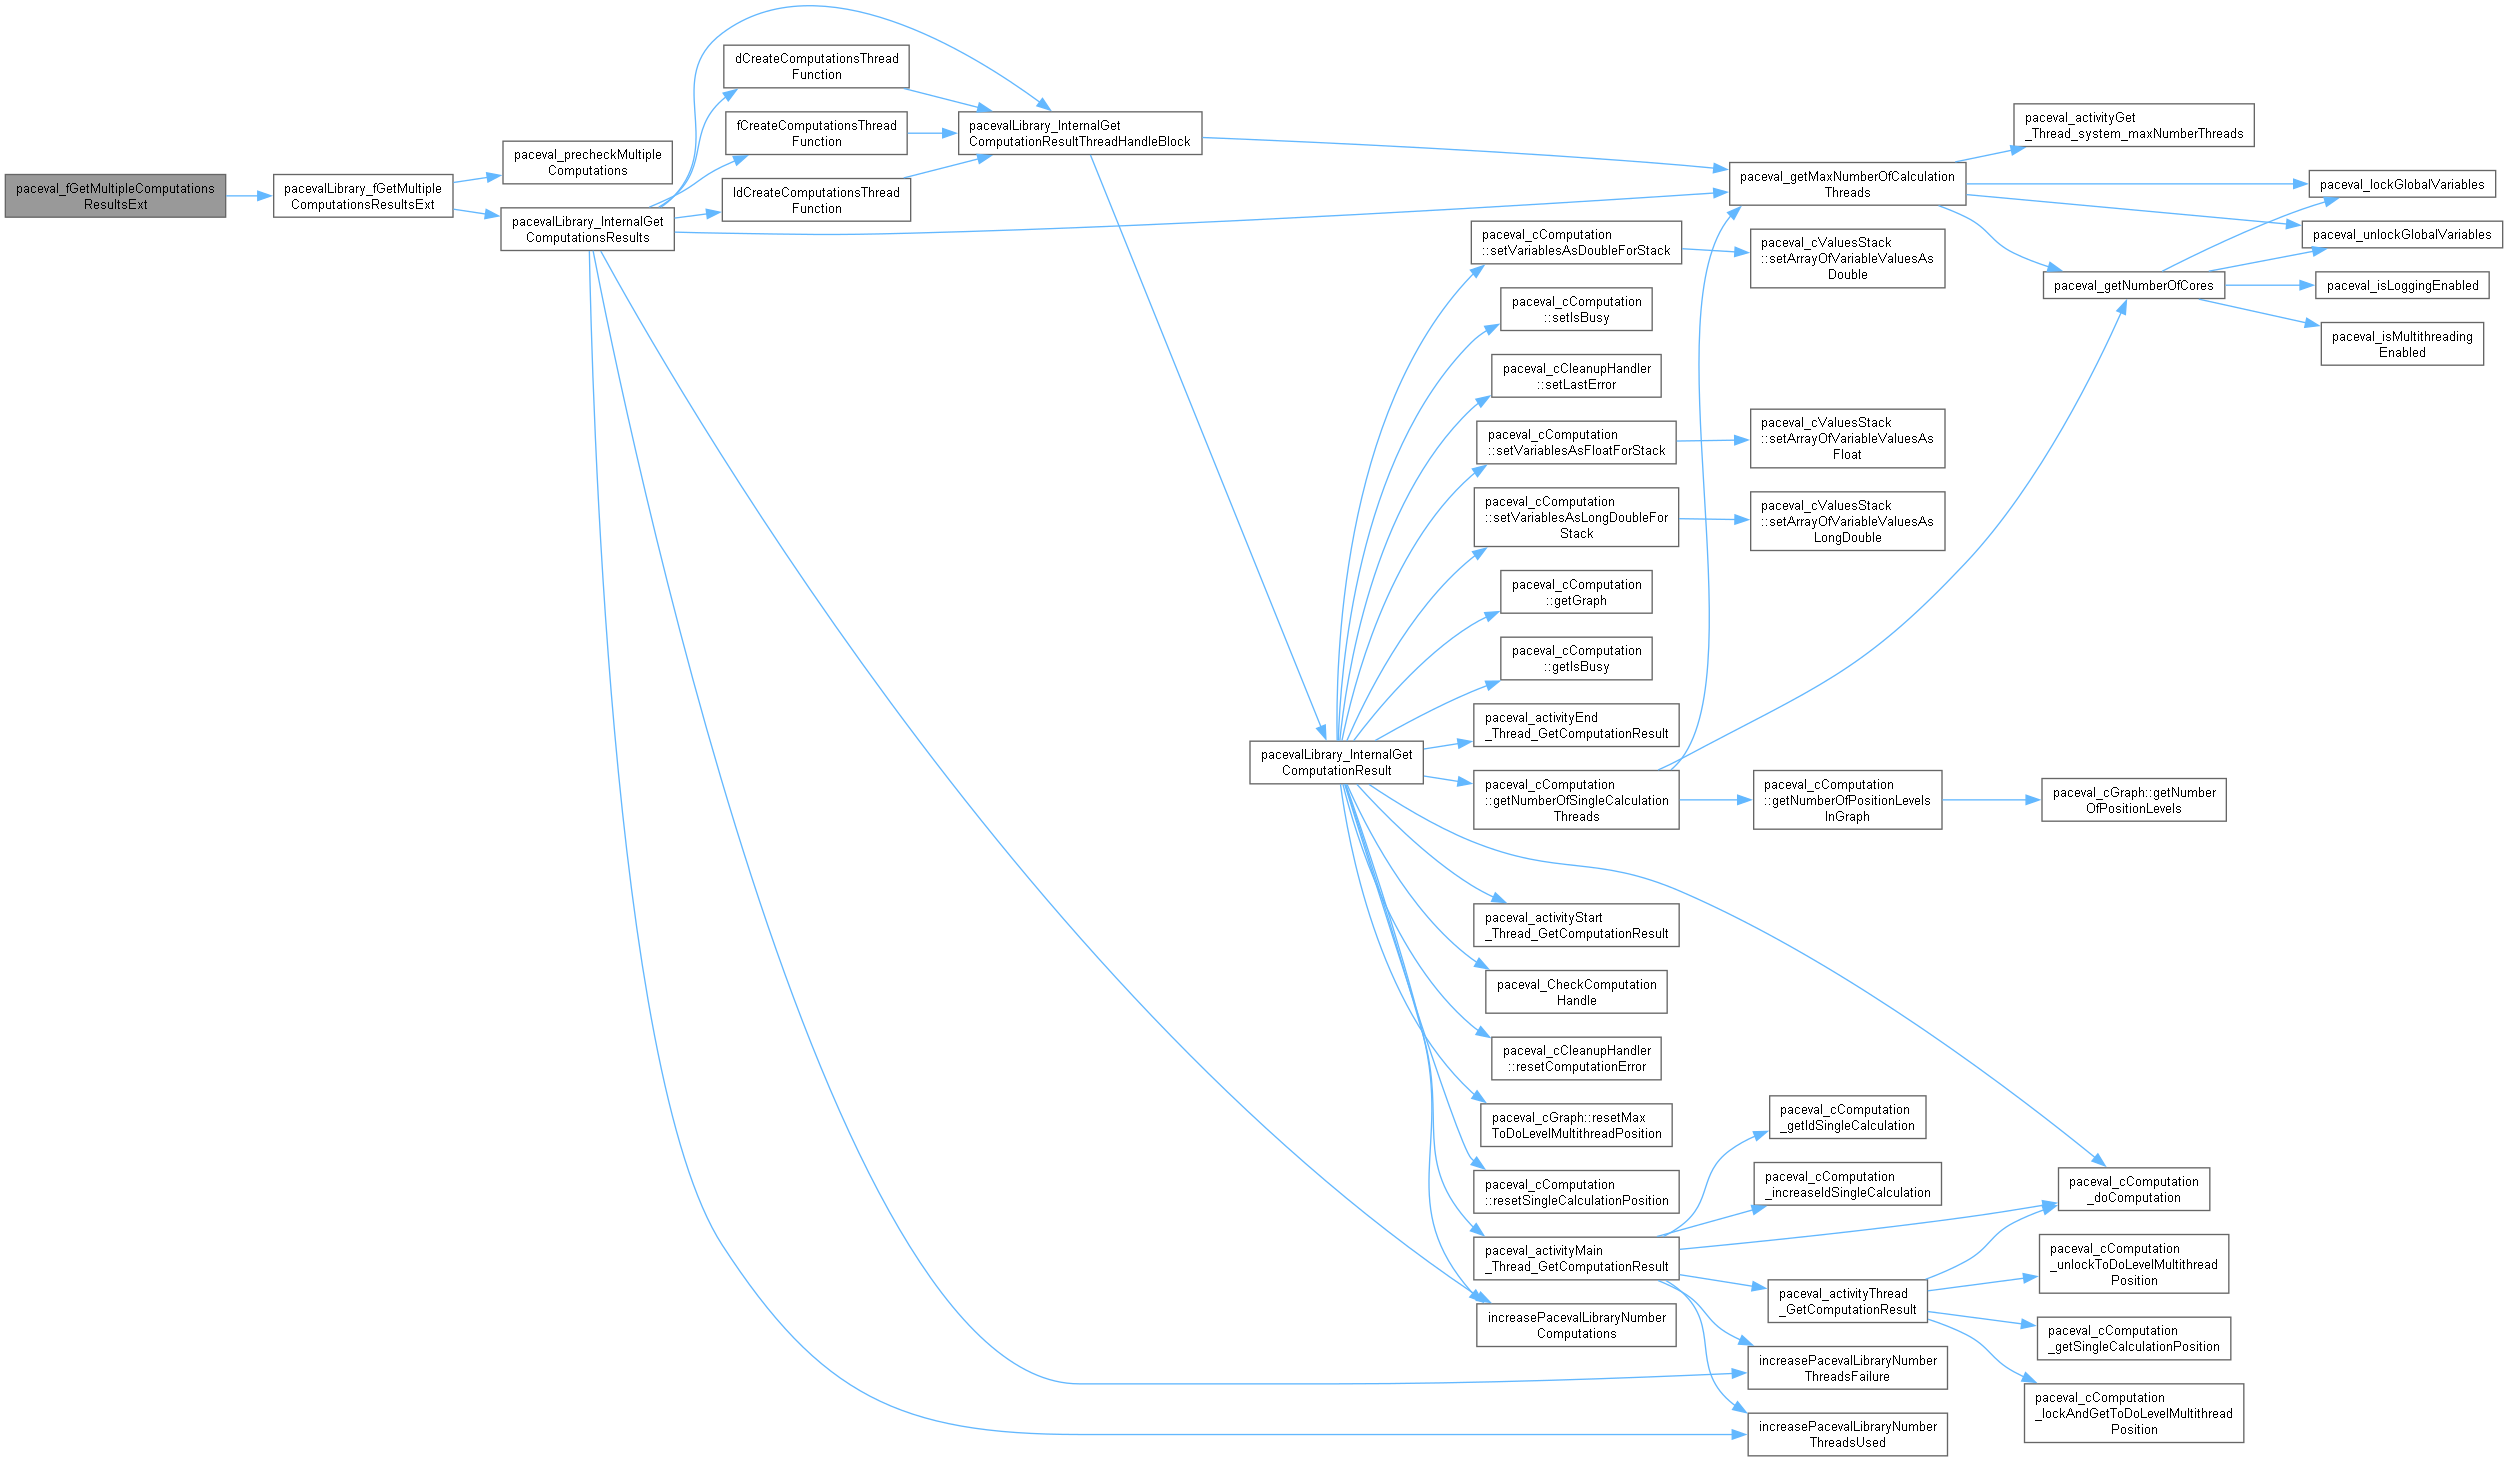 paceval_fGetMultipleComputations
ResultsExt
pacevalLibrary_fGetMultiple
ComputationsResultsExt
paceval_precheckMultiple
Computations
pacevalLibrary_InternalGet
ComputationsResults
dCreateComputationsThread
Function
fCreateComputationsThread
Function
ldCreateComputationsThread
Function
pacevalLibrary_InternalGet
ComputationResultThreadHandleBlock
pacevalLibrary_InternalGet
ComputationResult
paceval_cComputation
::setVariablesAsDoubleForStack
paceval_cComputation
::setIsBusy
paceval_cCleanupHandler
::setLastError
paceval_cComputation
::setVariablesAsFloatForStack
paceval_cComputation
::setVariablesAsLongDoubleFor
Stack
paceval_cComputation
::getGraph
paceval_cComputation
::getIsBusy
paceval_activityEnd
_Thread_GetComputationResult
paceval_cComputation
::getNumberOfSingleCalculation
Threads
paceval_activityStart
_Thread_GetComputationResult
paceval_CheckComputation
Handle
paceval_cCleanupHandler
::resetComputationError
paceval_cGraph::resetMax
ToDoLevelMultithreadPosition
paceval_cComputation
::resetSingleCalculationPosition
paceval_activityMain
_Thread_GetComputationResult
increasePacevalLibraryNumber
Computations
paceval_getMaxNumberOfCalculation
Threads
paceval_cValuesStack
::setArrayOfVariableValuesAs
Double
paceval_cValuesStack
::setArrayOfVariableValuesAs
Float
paceval_cValuesStack
::setArrayOfVariableValuesAs
LongDouble
paceval_cComputation
::getNumberOfPositionLevels
InGraph
paceval_cComputation
_getIdSingleCalculation
paceval_cComputation
_increaseIdSingleCalculation
paceval_activityThread
_GetComputationResult
increasePacevalLibraryNumber
ThreadsFailure
increasePacevalLibraryNumber
ThreadsUsed
paceval_activityGet
_Thread_system_maxNumberThreads
paceval_getNumberOfCores
paceval_cGraph::getNumber
OfPositionLevels
paceval_cComputation
_doComputation
paceval_cComputation
_unlockToDoLevelMultithread
Position
paceval_cComputation
_getSingleCalculationPosition
paceval_cComputation
_lockAndGetToDoLevelMultithread
Position
paceval_lockGlobalVariables
paceval_unlockGlobalVariables
paceval_isLoggingEnabled
paceval_isMultithreading
Enabled